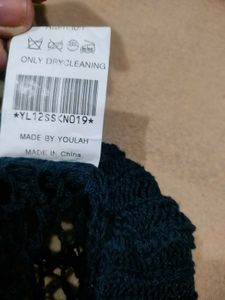 ONLY DRYCLEANING
*YL12SSKN019*
MADE BY YOULAH
MADE IN China